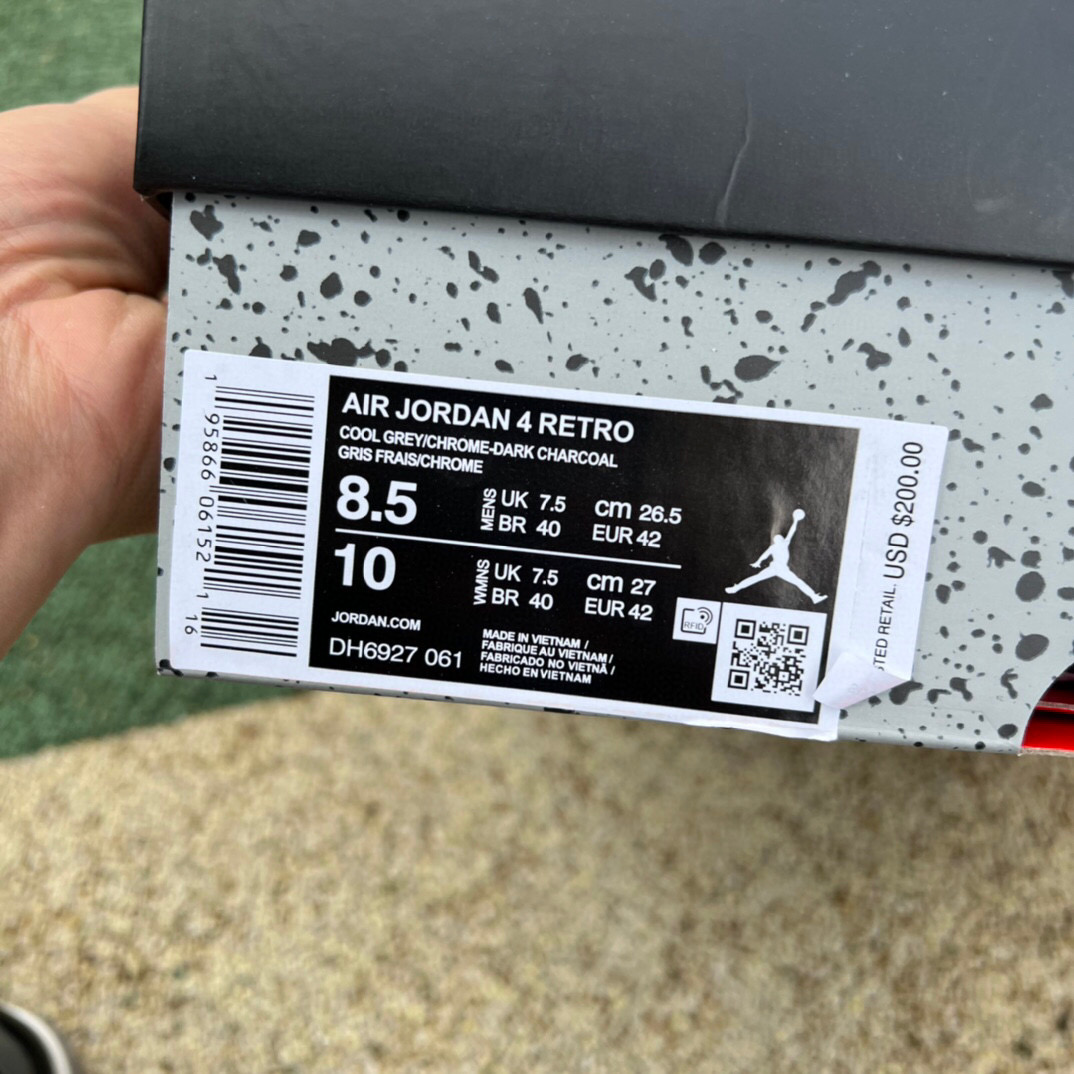 AIR JORDAN 4 RETRO
COOL GREY/CHROME-DARK CHARCOAL
GRIS FRAIS/CHROME
8.5
MENS
UK 7.5 cm 26.5
BR 40 EUR 42
10
WMNS
UK 7.5 cm 27
BR 40 EUR 42
JORDAN.COM
DH6927 061
MADE IN VIETNAM /
FABRIQUE AU VIETNAM /
FABRICADO NO VIETNÃ /
HECHO EN VIETNAM
RFID
1 95866 06152 1 16
RETAIL. USD $200.00